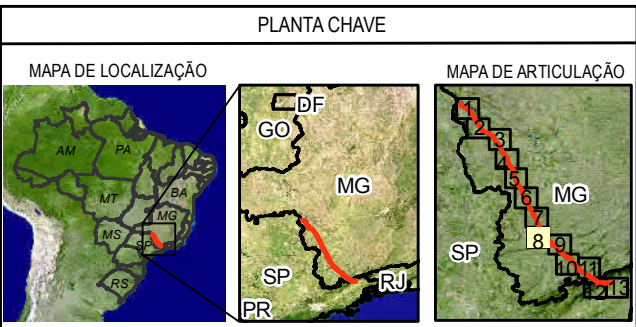 PLANTA CHAVE
MAPA DE LOCALIZAÇÃO
AM
PA
MT
BA
MG
MS
SP
RS
DF
GO
MG
SP
RJ
PR
MAPA DE ARTICULAÇÃO
1
2
3
4
5
6
7
8
9
10
11
12
13
MG
SP